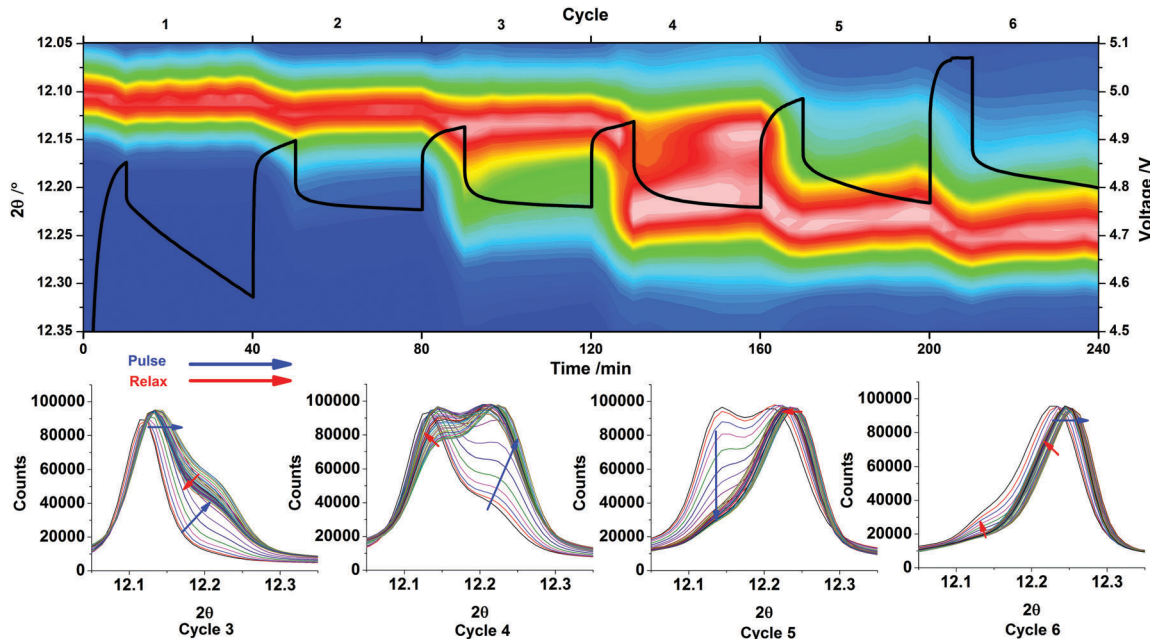 Cycle
1 2 3 4 5 6
12.05 5.1
12.10 5.0
12.15 4.9
12.20 4.8
12.25 4.7
12.30 4.6
12.35 4.5
2θ /°
Voltage /V
0 40 80 120 160 200 240
Time /min
Pulse
Relax
100000
80000
60000
40000
20000
0
Counts
12.1 12.2 12.3
2θ
Cycle 3
100000
80000
60000
40000
20000
0
Counts
12.1 12.2 12.3
2θ
Cycle 4
100000
80000
60000
40000
20000
0
Counts
12.1 12.2 12.3
2θ
Cycle 5
100000
80000
60000
40000
20000
0
Counts
12.1 12.2 12.3
2θ
Cycle 6